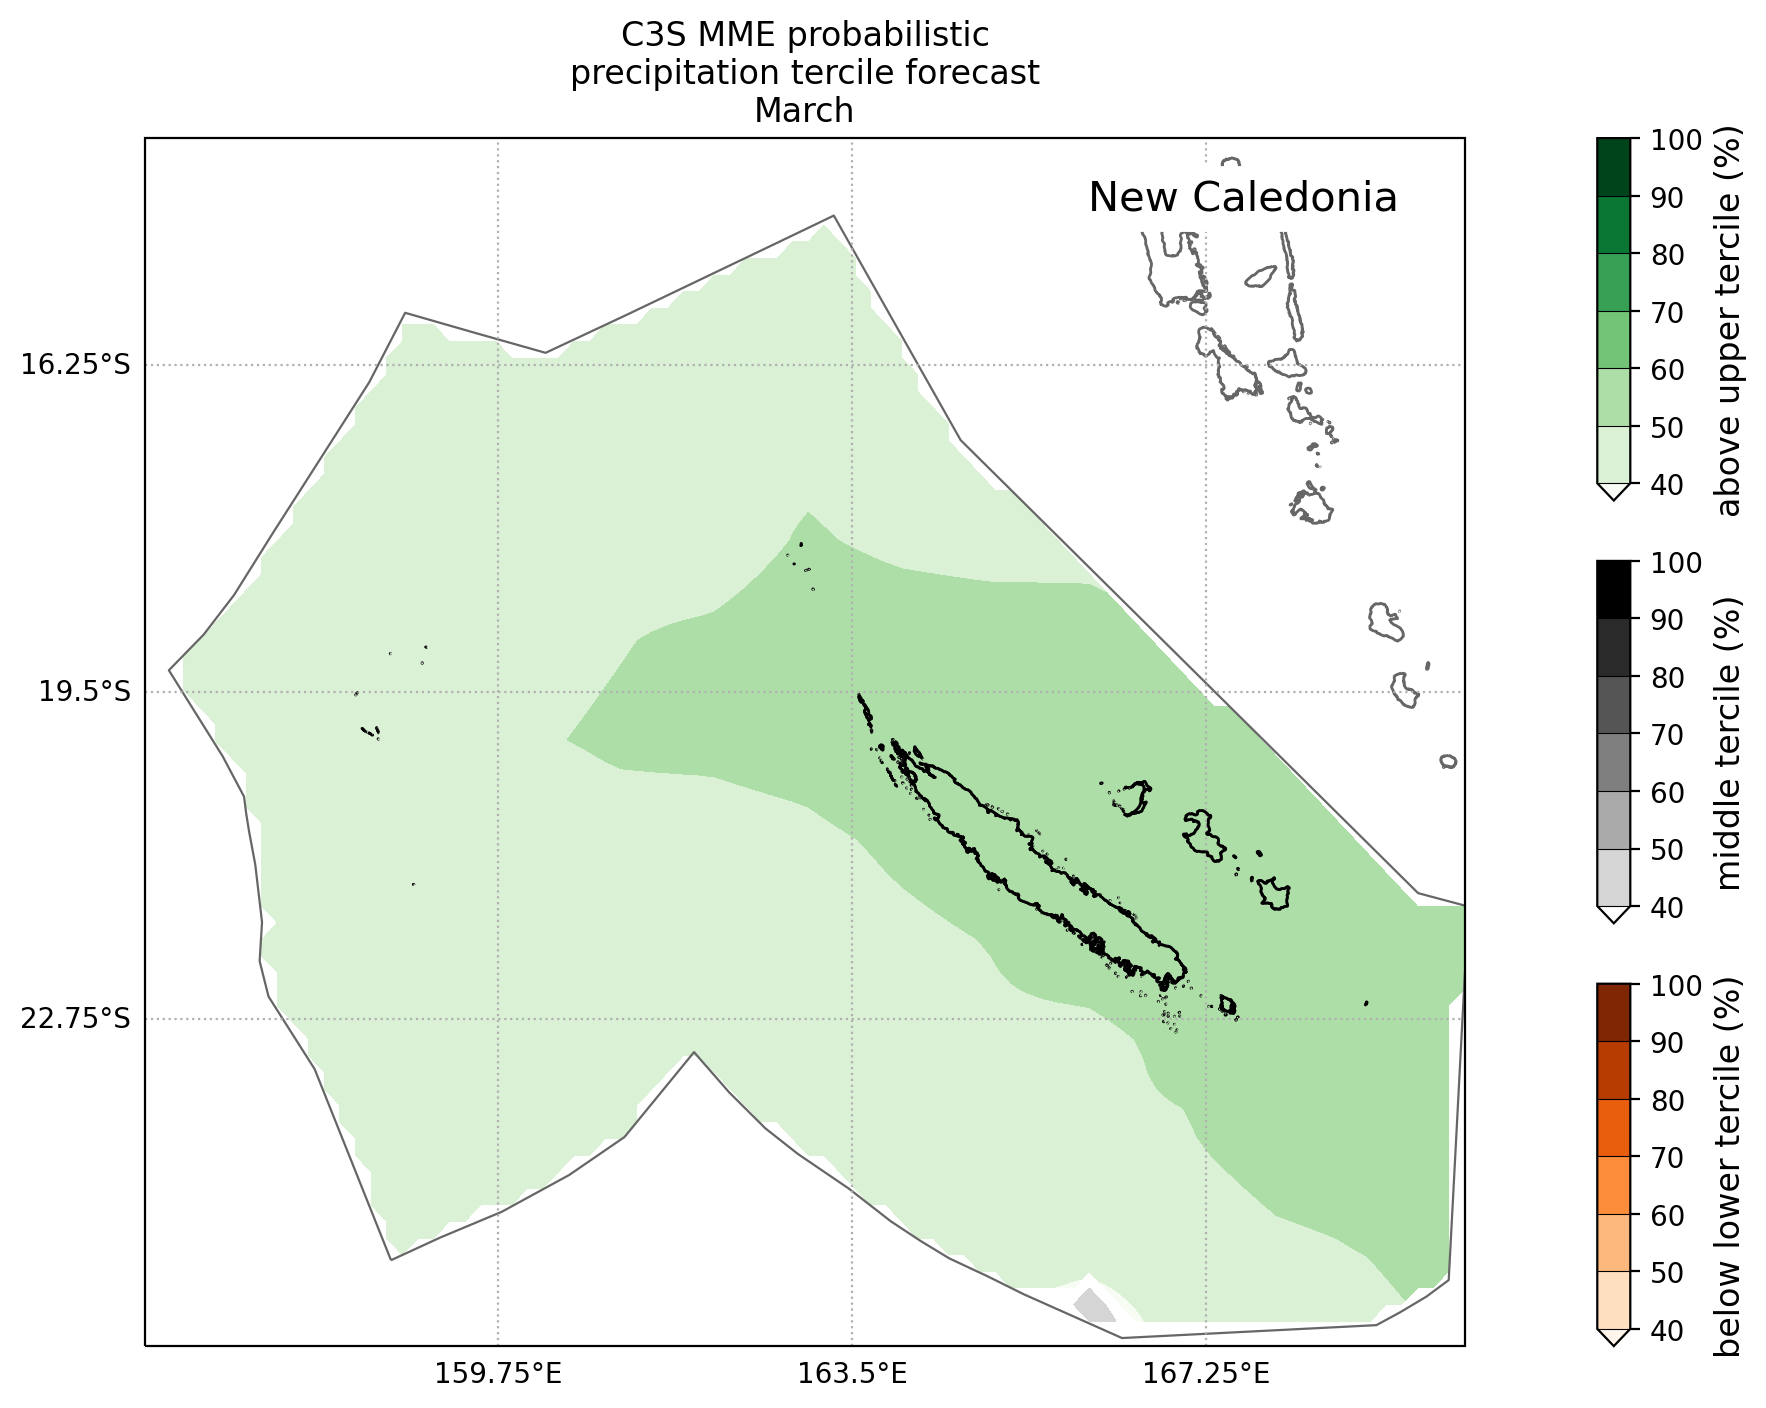 C3S MME probabilistic
precipitation tercile forecast
March
New Caledonia
16.25°S
19.5°S
22.75°S
159.75°E
163.5°E
167.25°E
100
90
80
70
60
50
40
above upper tercile (%)
100
90
80
70
60
50
40
middle tercile (%)
100
90
80
70
60
50
40
below lower tercile (%)